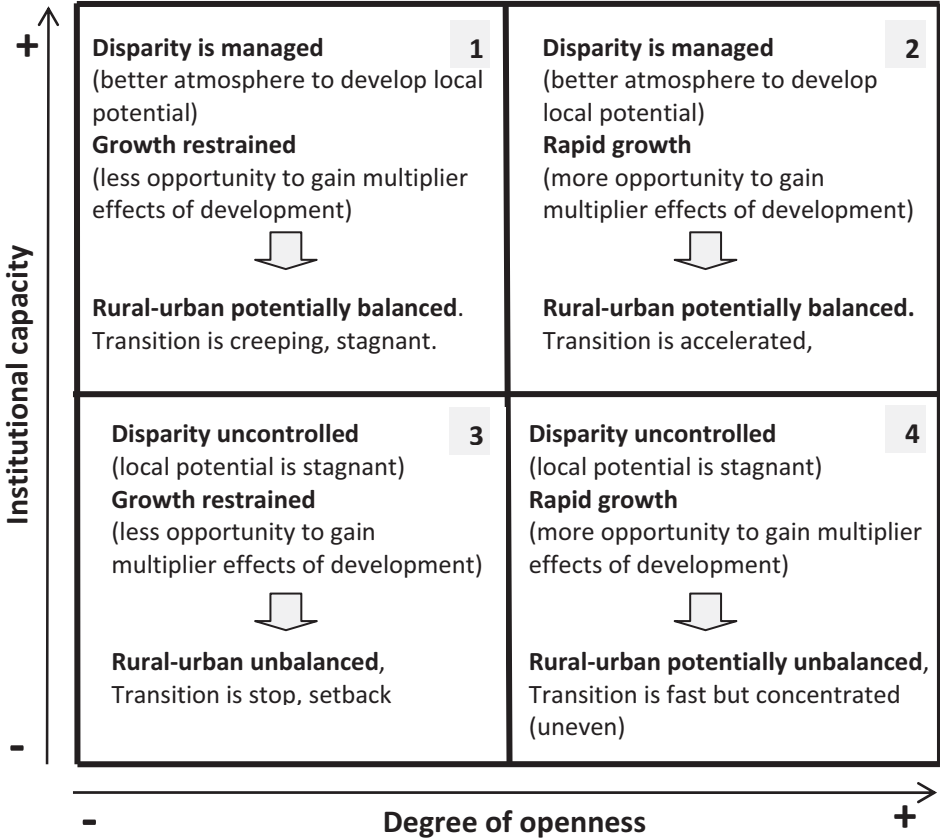 +
Institutional capacity
-
1
Disparity is managed
(better atmosphere to develop local
potential)
Growth restrained
(less opportunity to gain multiplier
effects of development)
Rural-urban potentially balanced.
Transition is creeping, stagnant.
2
Disparity is managed
(better atmosphere to develop
local potential)
Rapid growth
(more opportunity to gain
multiplier effects of development)
Rural-urban potentially balanced.
Transition is accelerated,
3
Disparity uncontrolled
(local potential is stagnant)
Growth restrained
(less opportunity to gain
multiplier effects of development)
Rural-urban unbalanced,
Transition is stop, setback
4
Disparity uncontrolled
(local potential is stagnant)
Rapid growth
(more opportunity to gain multiplier
effects of development)
Rural-urban potentially unbalanced,
Transition is fast but concentrated
(uneven)
-
Degree of openness
+